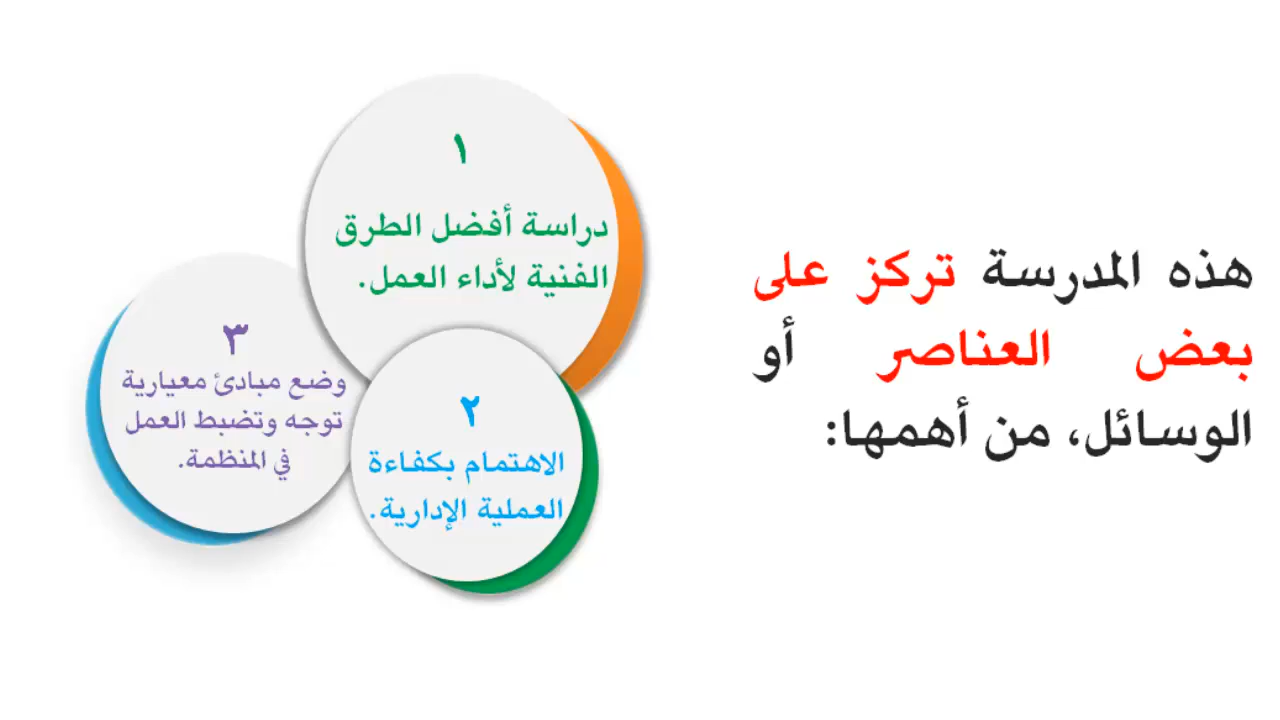 هذه المدرسة تركز على
بعض العناصر أو
الوسائل، من أهمها:
١
دراسة أفضل الطرق
الفنية لأداء العمل.
٢
الاهتمام بكفاءة
العملية الإدارية.
٣
وضع مبادئ معيارية
توجه وتضبط العمل
في المنظمة.